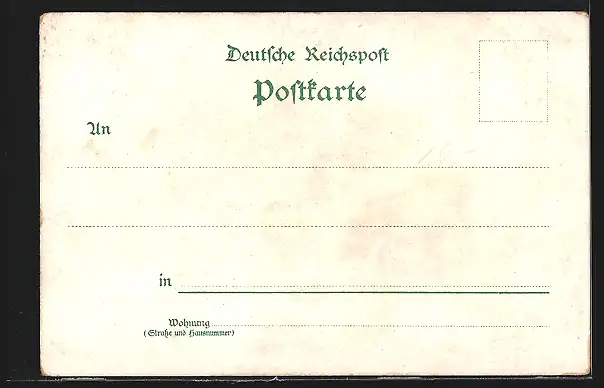 Deutſche Reichspoſt
Poſtkarte
An
in
Wohnung
(Straße und Hausnummer)